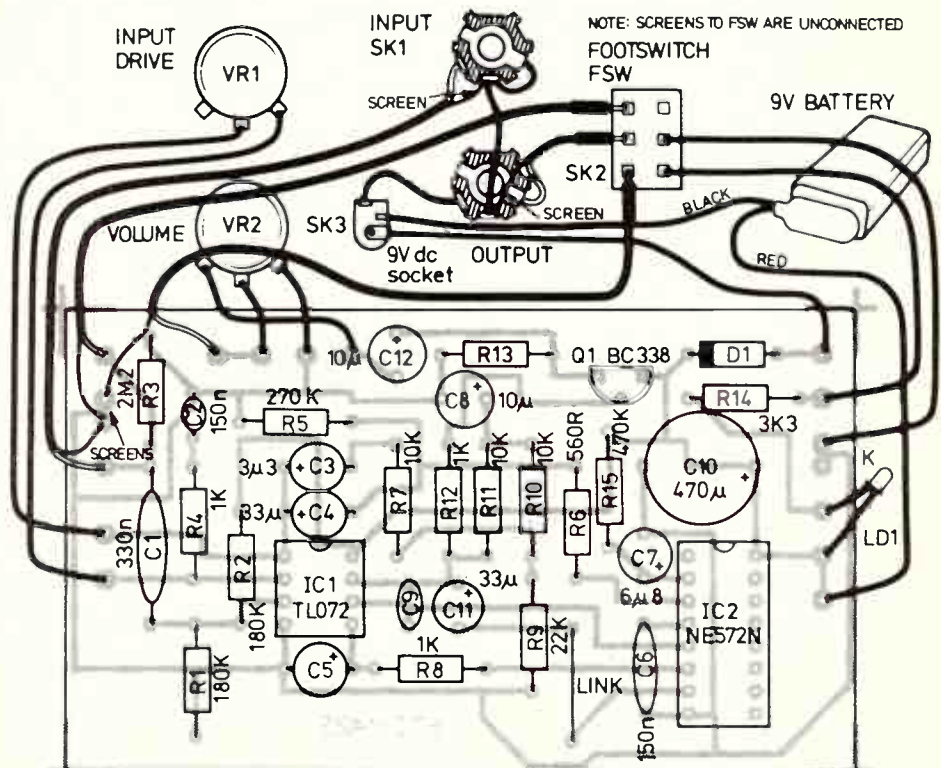 NOTE: SCREENS TO FSW ARE UNCONNECTED
INPUT
DRIVE
VR1
INPUT
SK1
SCREEN
FOOTSWITCH
FSW
9V BATTERY
SK2
SCREEN
BLACK
VOLUME
VR2
SK3
9V dc
socket
OUTPUT
RED
2M2
R3
C2
150n
270K
R5
10µ
C12
R13
C8
10µ
Q1 BC338
D1
R14
3K3
SCREENS
3µ3
C3
33µ
C4
R7
10K
R12
1K
R11
10K
R10
10K
R6
560R
R15
470K
C10
470µ
K
LD1
330n
C1
R4
1K
R2
180K
IC1
TL072
C9
33µ
C11
C7
6µ8
IC2
NE572N
R1
180K
C5
1K
R8
R9
22K
LINK
C6
150n